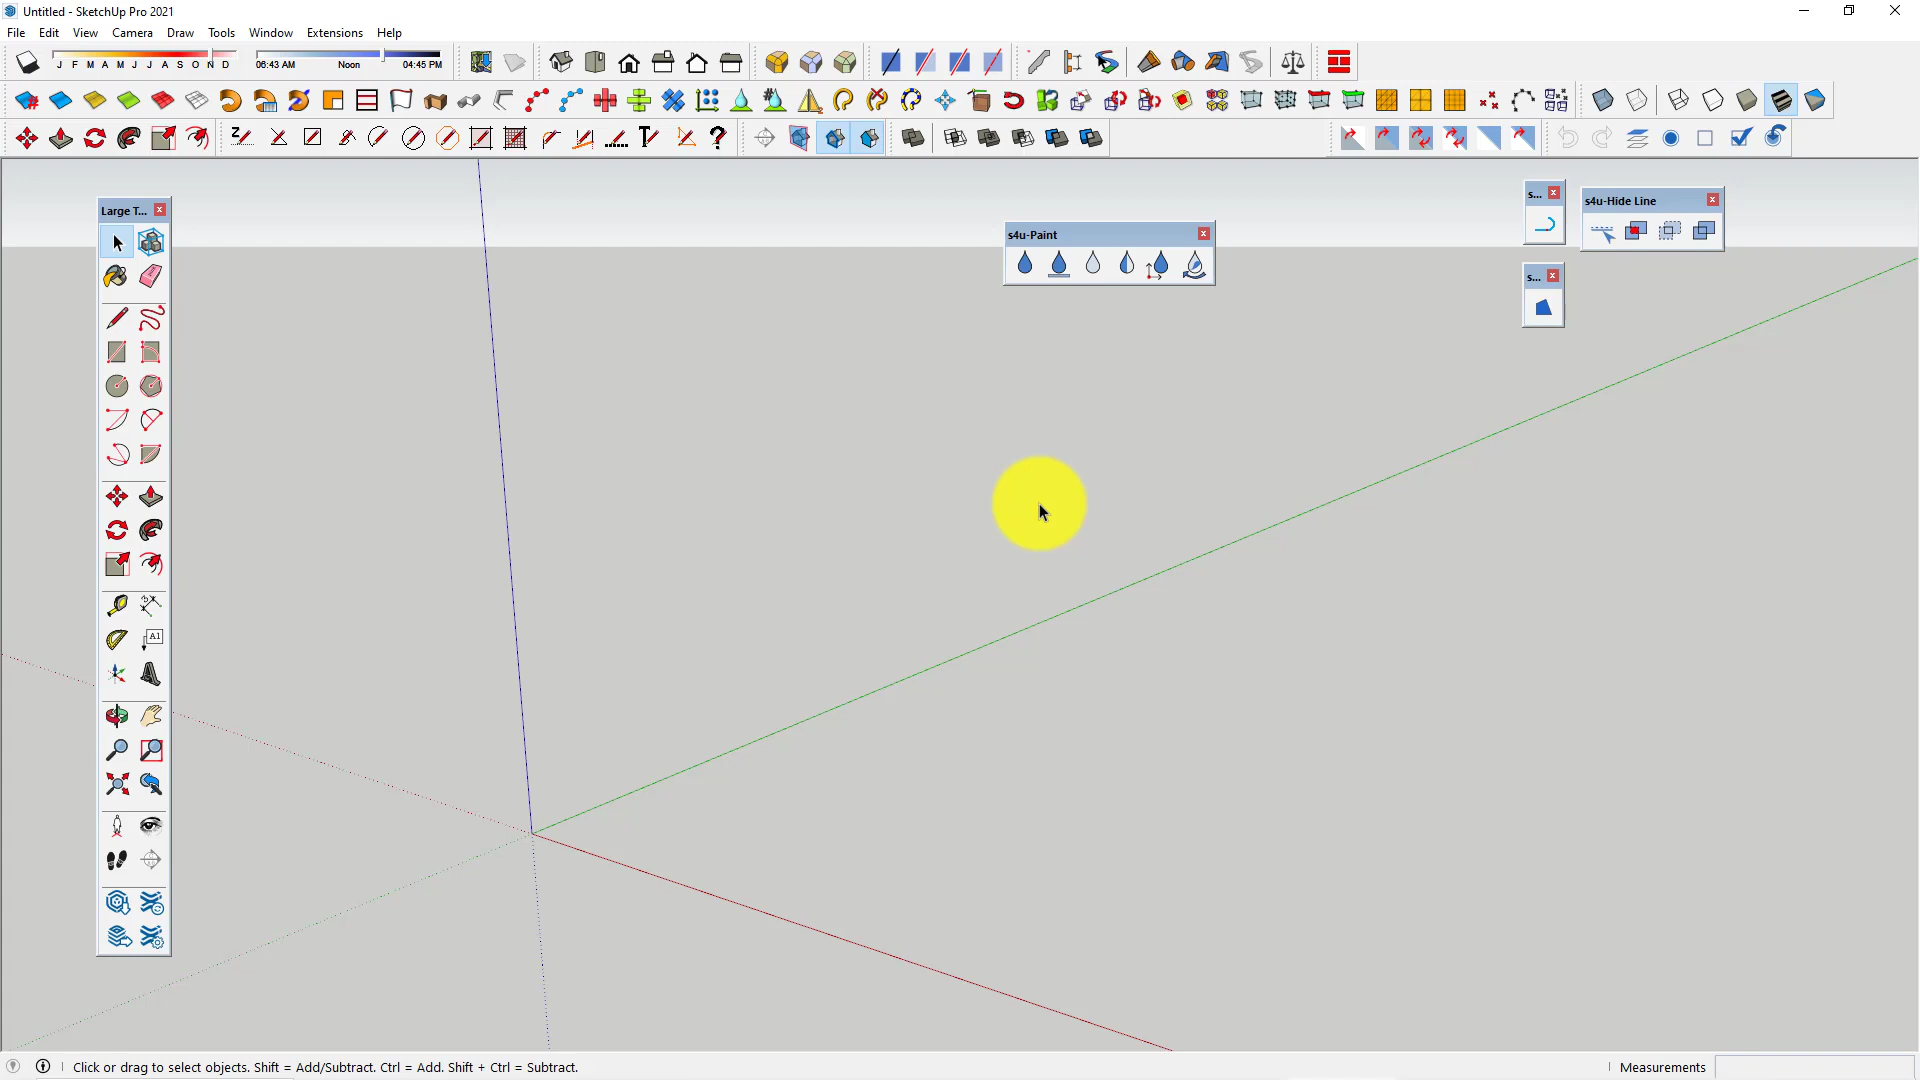 Untitled - SketchUp Pro 2021
File Edit View Camera Draw Tools Window Extensions Help
J F M A M J J A S O N D 06:43 AM Noon 04:45 PM
Large T...
s4u-Paint
s...
s4u-Hide Line
s...
A1
Click or drag to select objects. Shift = Add/Subtract. Ctrl = Add. Shift + Ctrl = Subtract.
Measurements